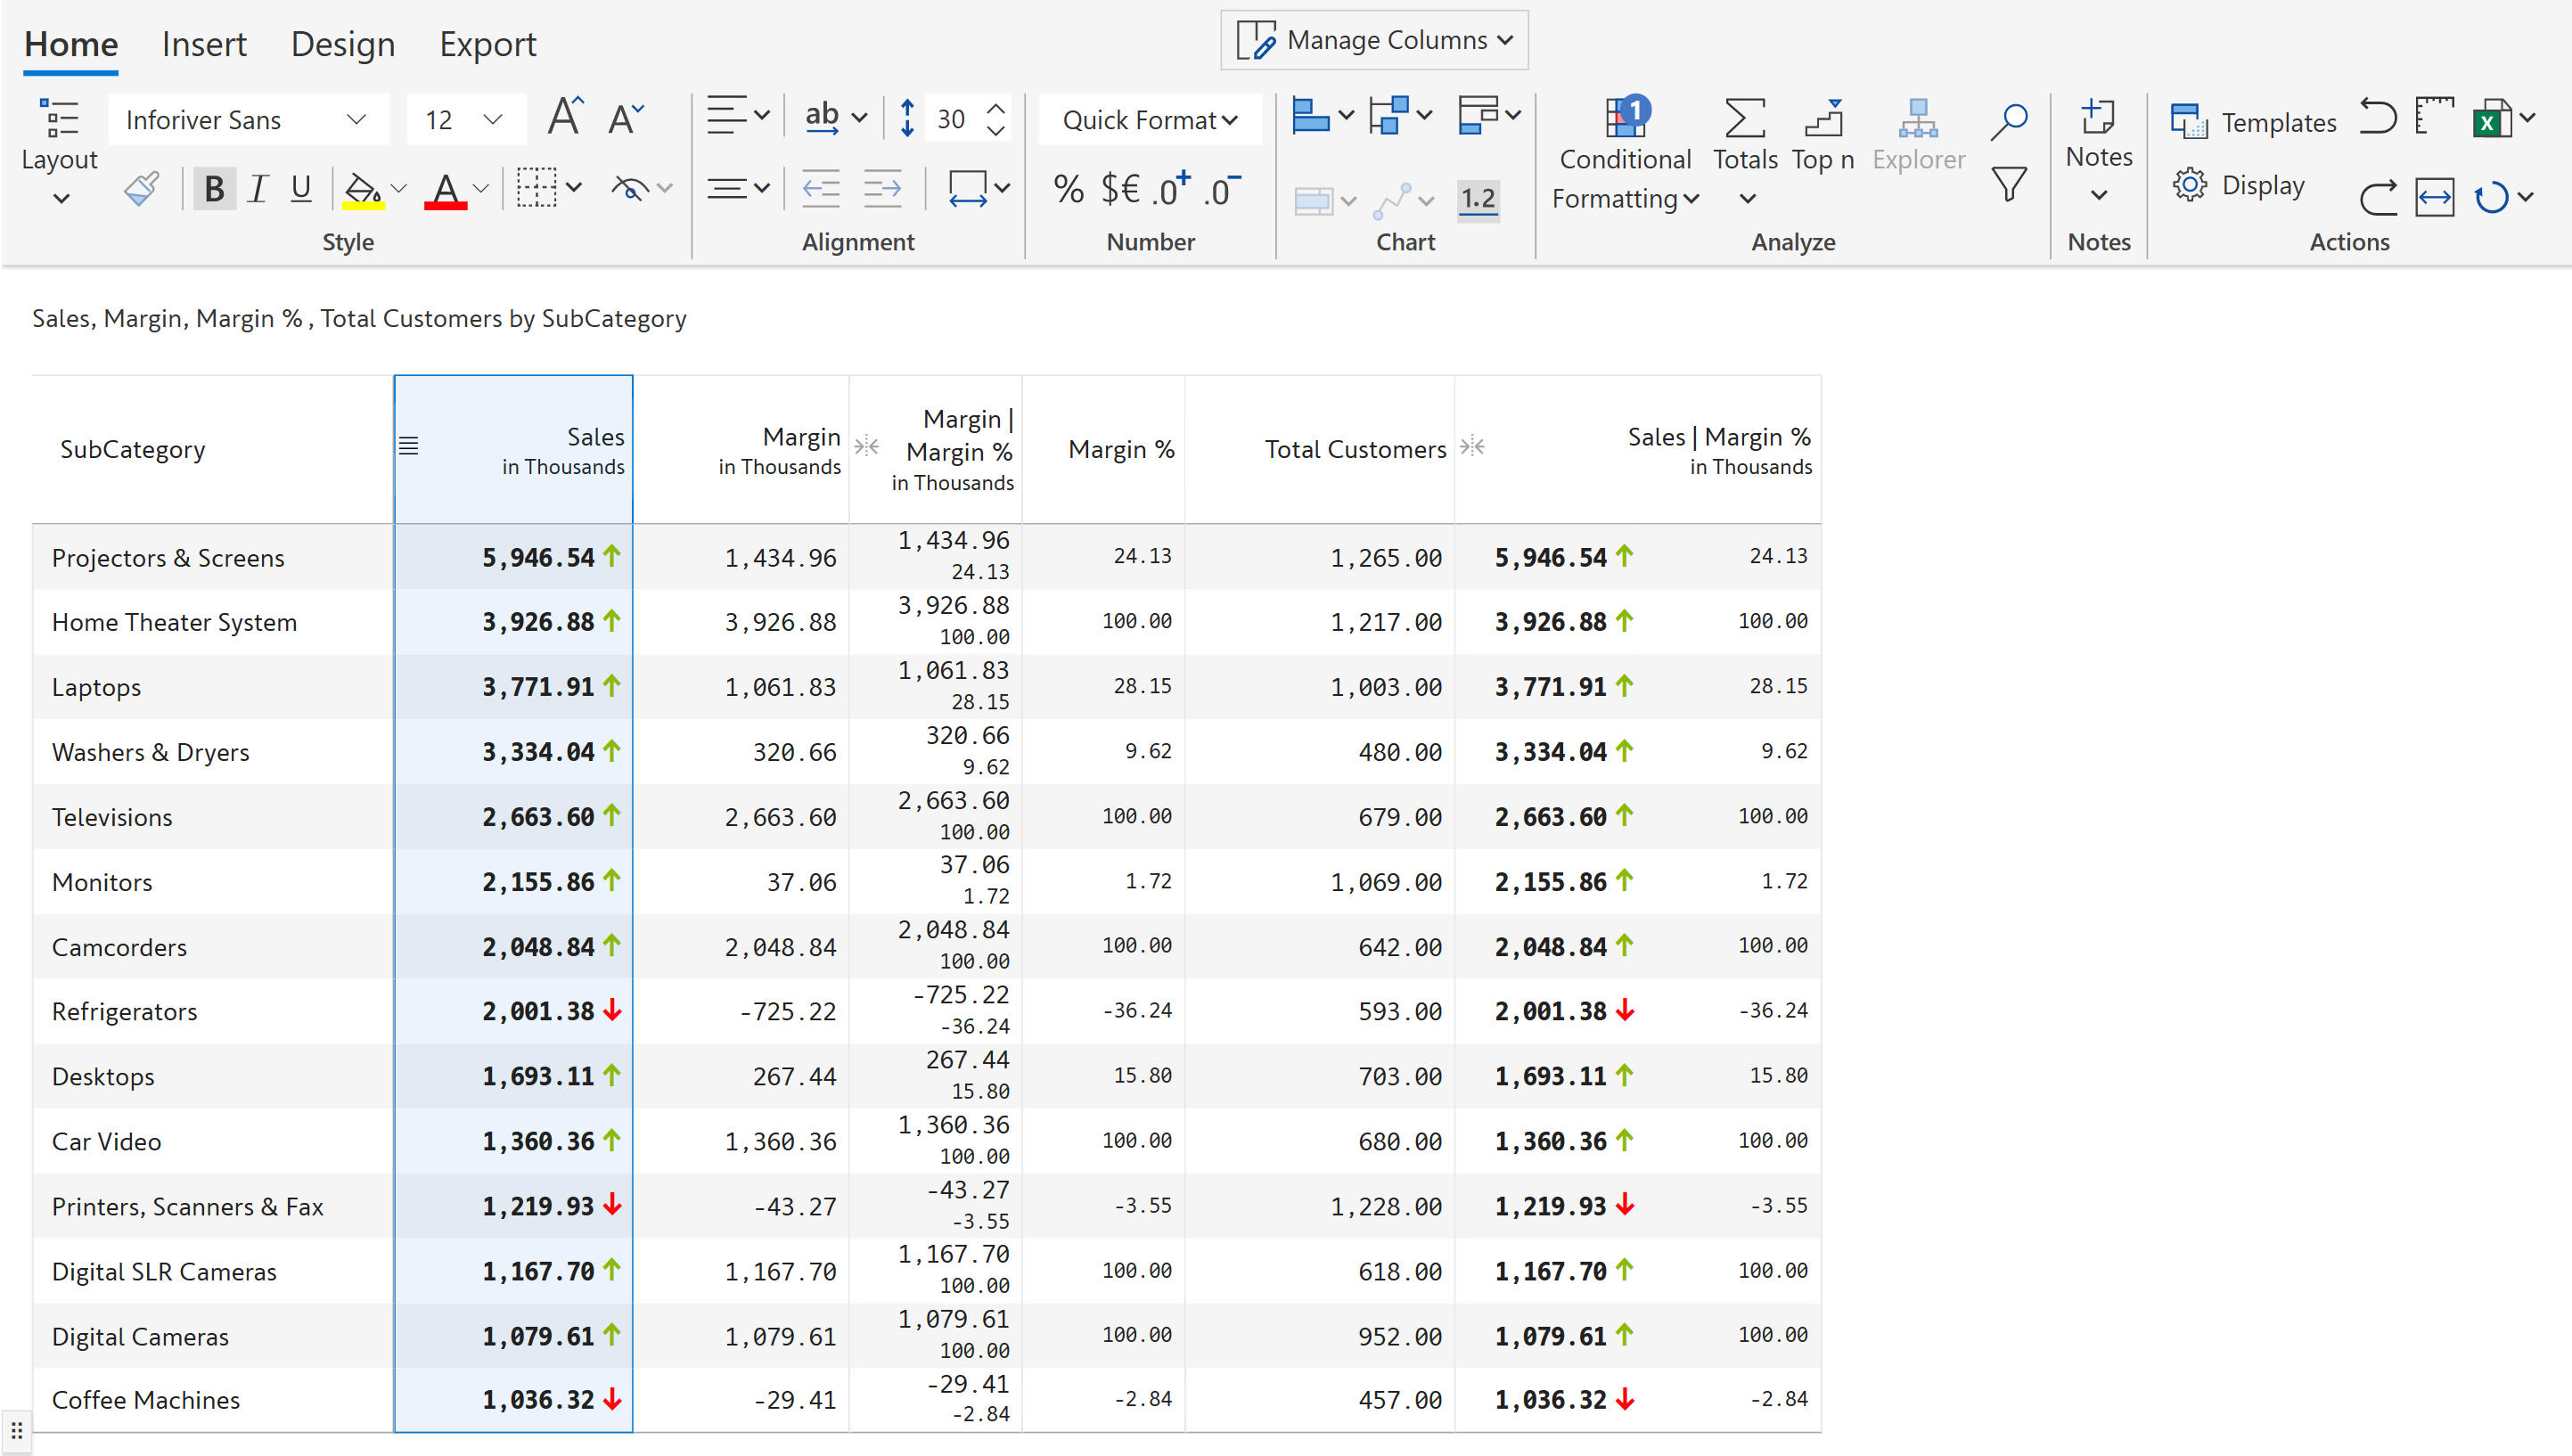 Home Insert Design Export
Manage Columns
Inforiver Sans 12 A A ab 30 Quick Format 1 Templates X
Layout Conditional Totals Top n Explorer Notes
B I U A % $€ .0+ .0- 1.2 Formatting Display
Style Alignment Number Chart Analyze Notes Actions
Sales, Margin, Margin % , Total Customers by SubCategory
SubCategory Sales in Thousands Margin in Thousands Margin | Margin % in Thousands Margin % Total Customers Sales | Margin % in Thousands
Projectors & Screens 5,946.54 1,434.96 1,434.96 24.13 24.13 1,265.00 5,946.54 24.13
Home Theater System 3,926.88 3,926.88 3,926.88 100.00 100.00 1,217.00 3,926.88 100.00
Laptops 3,771.91 1,061.83 1,061.83 28.15 28.15 1,003.00 3,771.91 28.15
Washers & Dryers 3,334.04 320.66 320.66 9.62 9.62 480.00 3,334.04 9.62
Televisions 2,663.60 2,663.60 2,663.60 100.00 100.00 679.00 2,663.60 100.00
Monitors 2,155.86 37.06 37.06 1.72 1.72 1,069.00 2,155.86 1.72
Camcorders 2,048.84 2,048.84 2,048.84 100.00 100.00 642.00 2,048.84 100.00
Refrigerators 2,001.38 -725.22 -725.22 -36.24 -36.24 593.00 2,001.38 -36.24
Desktops 1,693.11 267.44 267.44 15.80 15.80 703.00 1,693.11 15.80
Car Video 1,360.36 1,360.36 1,360.36 100.00 100.00 680.00 1,360.36 100.00
Printers, Scanners & Fax 1,219.93 -43.27 -43.27 -3.55 -3.55 1,228.00 1,219.93 -3.55
Digital SLR Cameras 1,167.70 1,167.70 1,167.70 100.00 100.00 618.00 1,167.70 100.00
Digital Cameras 1,079.61 1,079.61 1,079.61 100.00 100.00 952.00 1,079.61 100.00
Coffee Machines 1,036.32 -29.41 -29.41 -2.84 -2.84 457.00 1,036.32 -2.84